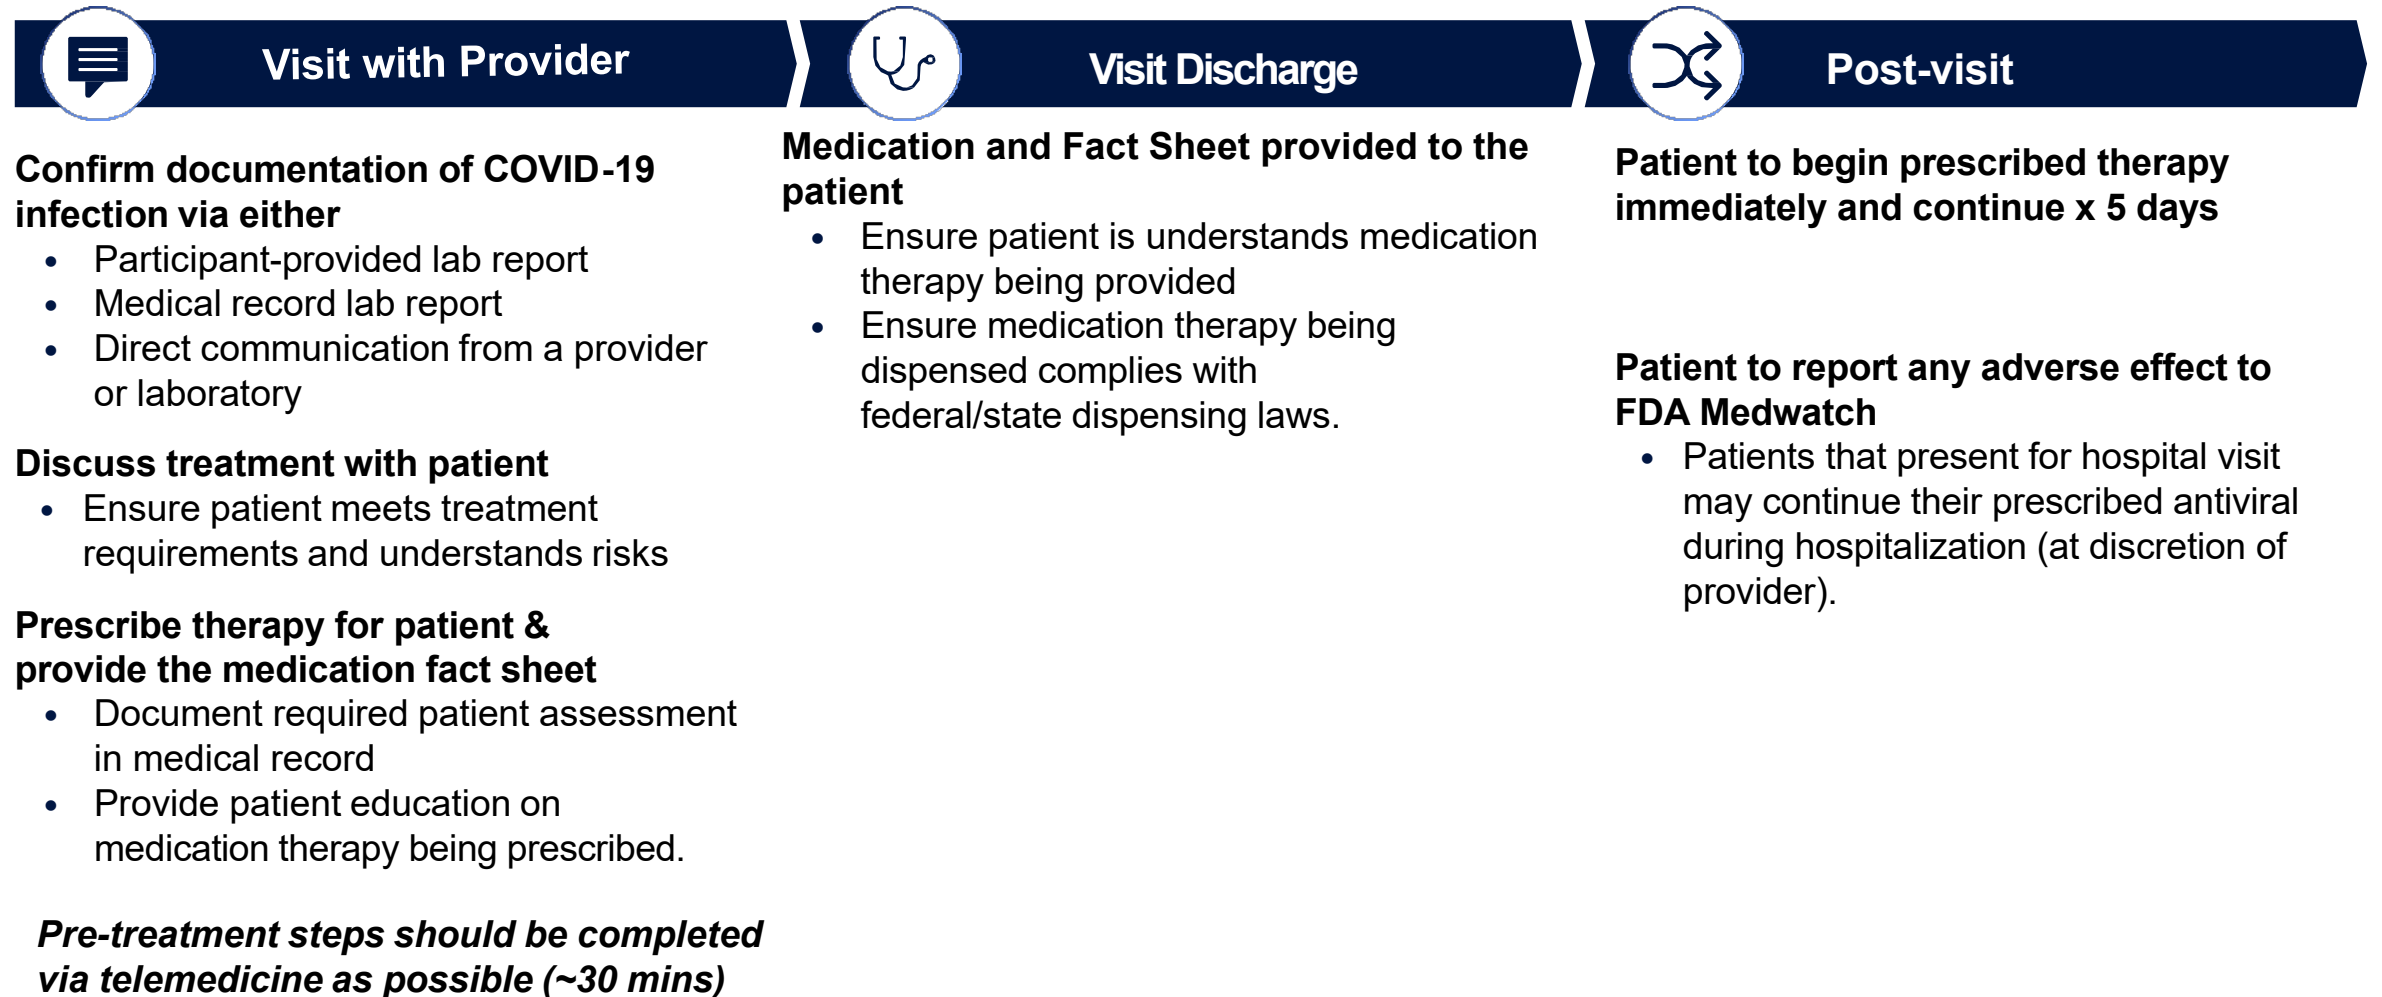 Visit with Provider
Confirm documentation of COVID-19
infection via either
• Participant-provided lab report
• Medical record lab report
• Direct communication from a provider
or laboratory
Discuss treatment with patient
• Ensure patient meets treatment
requirements and understands risks
Prescribe therapy for patient &
provide the medication fact sheet
• Document required patient assessment
in medical record
• Provide patient education on
medication therapy being prescribed.
Pre-treatment steps should be completed
via telemedicine as possible (~30 mins)
Visit Discharge
Medication and Fact Sheet provided to the
patient
• Ensure patient is understands medication
therapy being provided
• Ensure medication therapy being
dispensed complies with
federal/state dispensing laws.
Post-visit
Patient to begin prescribed therapy
immediately and continue x 5 days
Patient to report any adverse effect to
FDA Medwatch
• Patients that present for hospital visit
may continue their prescribed antiviral
during hospitalization (at discretion of
provider).